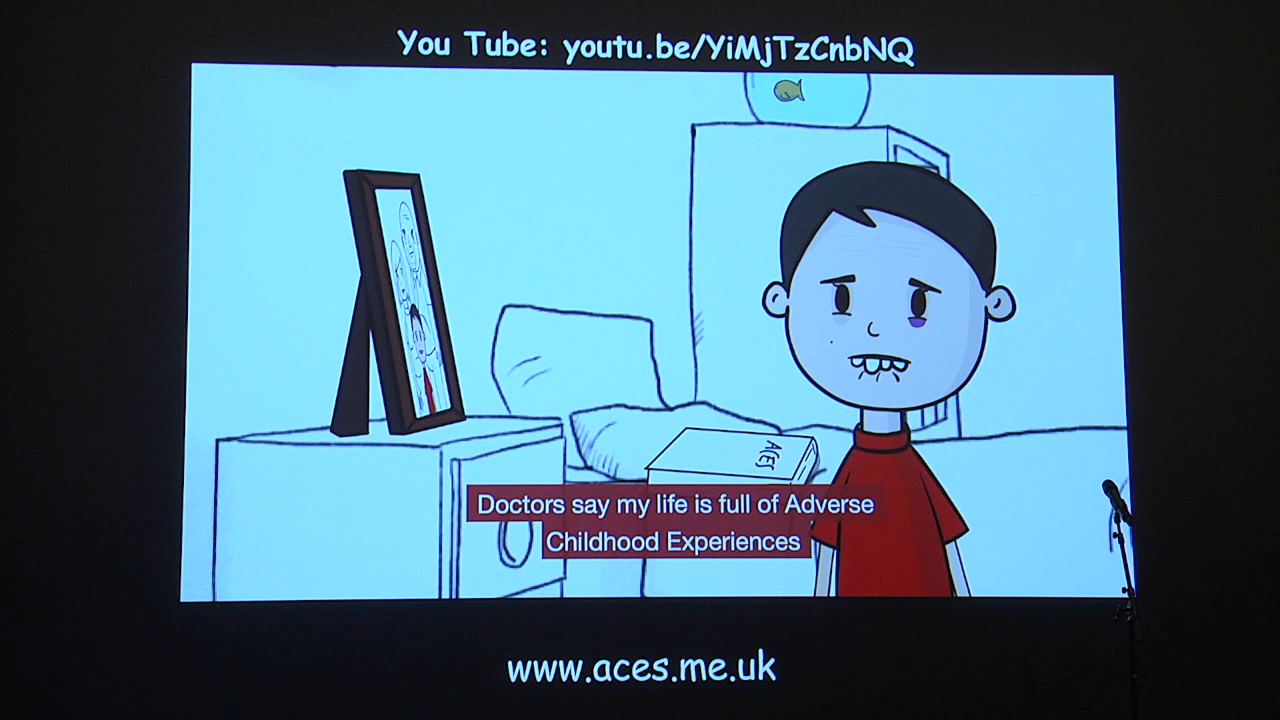 You Tube: youtu.be/YiMjTzCnbNQ
ACES
Doctors say my life is full of Adverse
Childhood Experiences
www.aces.me.uk